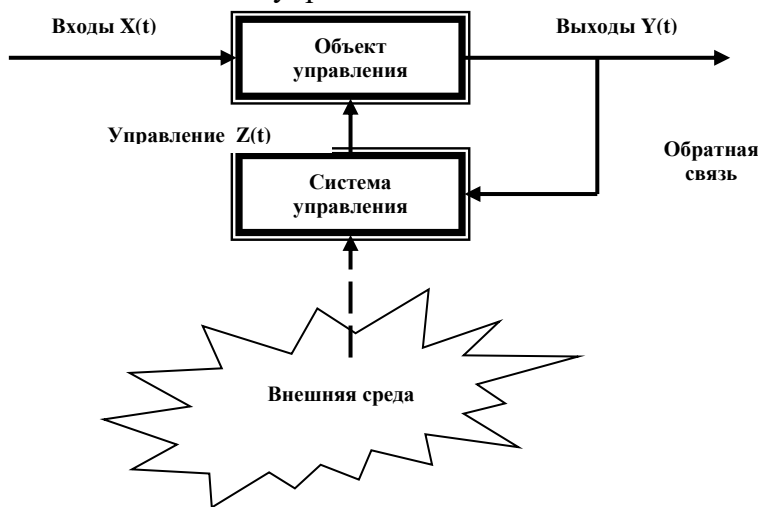 Входы X(t)
Объект
управления
Выходы Y(t)
Управление Z(t)
Обратная
связь
Система
управления
Внешняя среда